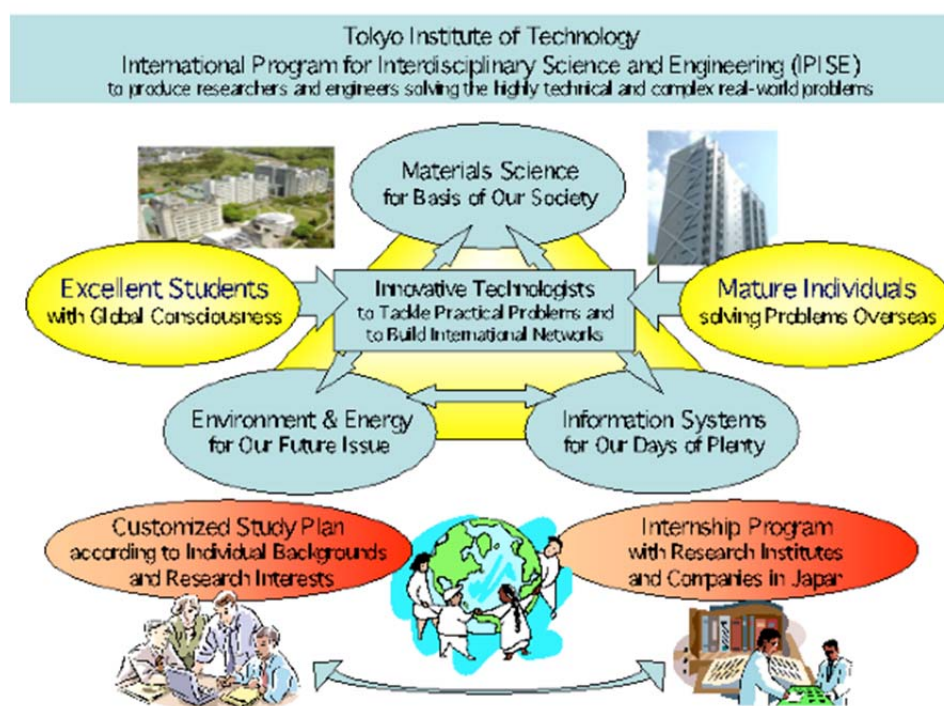 Tokyo Institute of Technology
International Program for Interdisciplinary Science and Engineering (IPISE)
to produce researchers and engineers solving the highly technical and complex real-world problems
Materials Science
for Basis of Our Society
Excellent Students
with Global Consciousness
Innovative Technologists
to Tackle Practical Problems and
to Build International Networks
Mature Individuals
solving Problems Overseas
Environment & Energy
for Our Future Issue
Information Systems
for Our Days of Plenty
Customized Study Plan
according to Individual Backgrounds
and Research Interests
Internship Program
with Research Institutes
and Companies in Japan